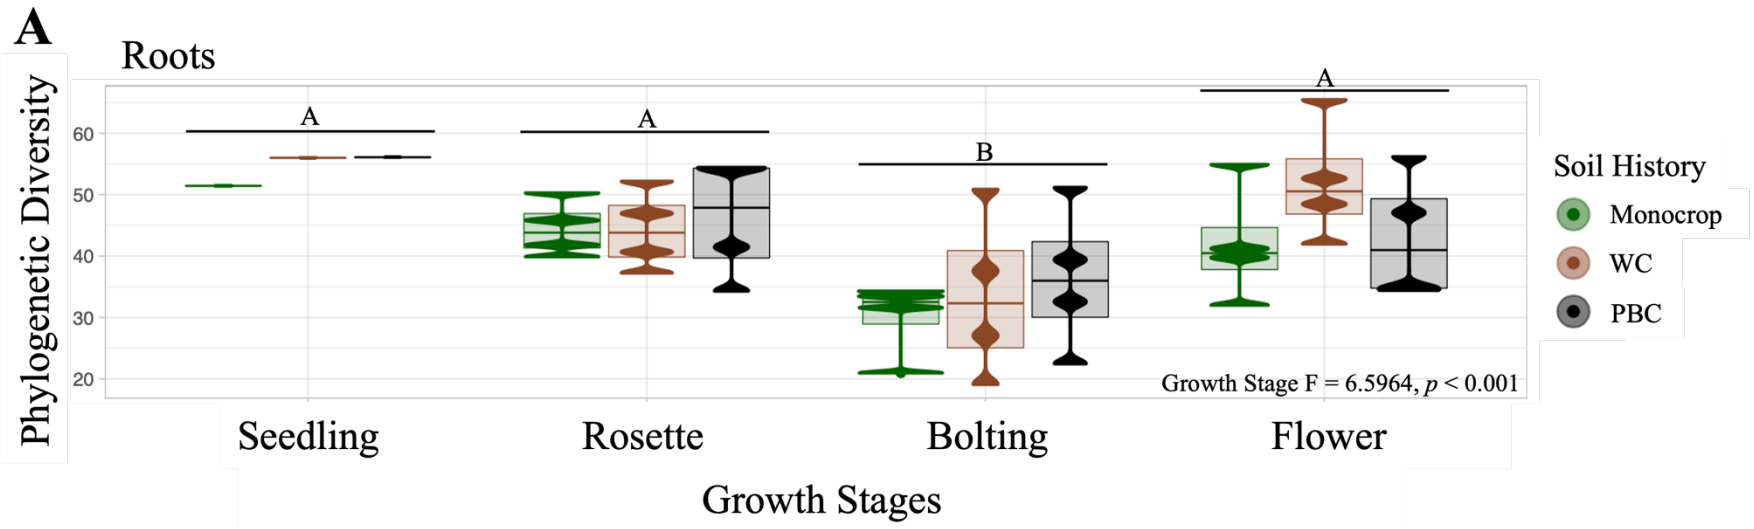 A
Roots
Phylogenetic Diversity
60
50
40
30
20
A
A
B
A
Growth Stage F = 6.5964, p < 0.001
Seedling
Rosette
Bolting
Flower
Growth Stages
Soil History
Monocrop
WC
PBC